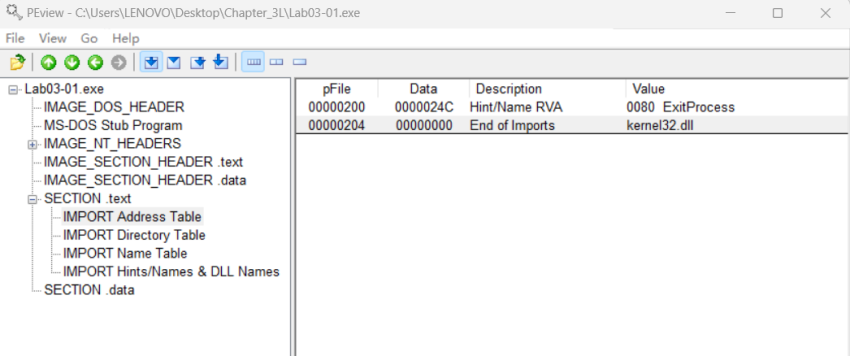 PEview - C:\Users\LENOVO\Desktop\Chapter_3L\Lab03-01.exe
File View Go Help
Lab03-01.exe
IMAGE_DOS_HEADER
MS-DOS Stub Program
IMAGE_NT_HEADERS
IMAGE_SECTION_HEADER .text
IMAGE_SECTION_HEADER .data
SECTION .text
IMPORT Address Table
IMPORT Directory Table
IMPORT Name Table
IMPORT Hints/Names & DLL Names
SECTION .data
pFile Data Description Value
00000200 0000024C Hint/Name RVA 0080 ExitProcess
00000204 00000000 End of Imports kernel32.dll